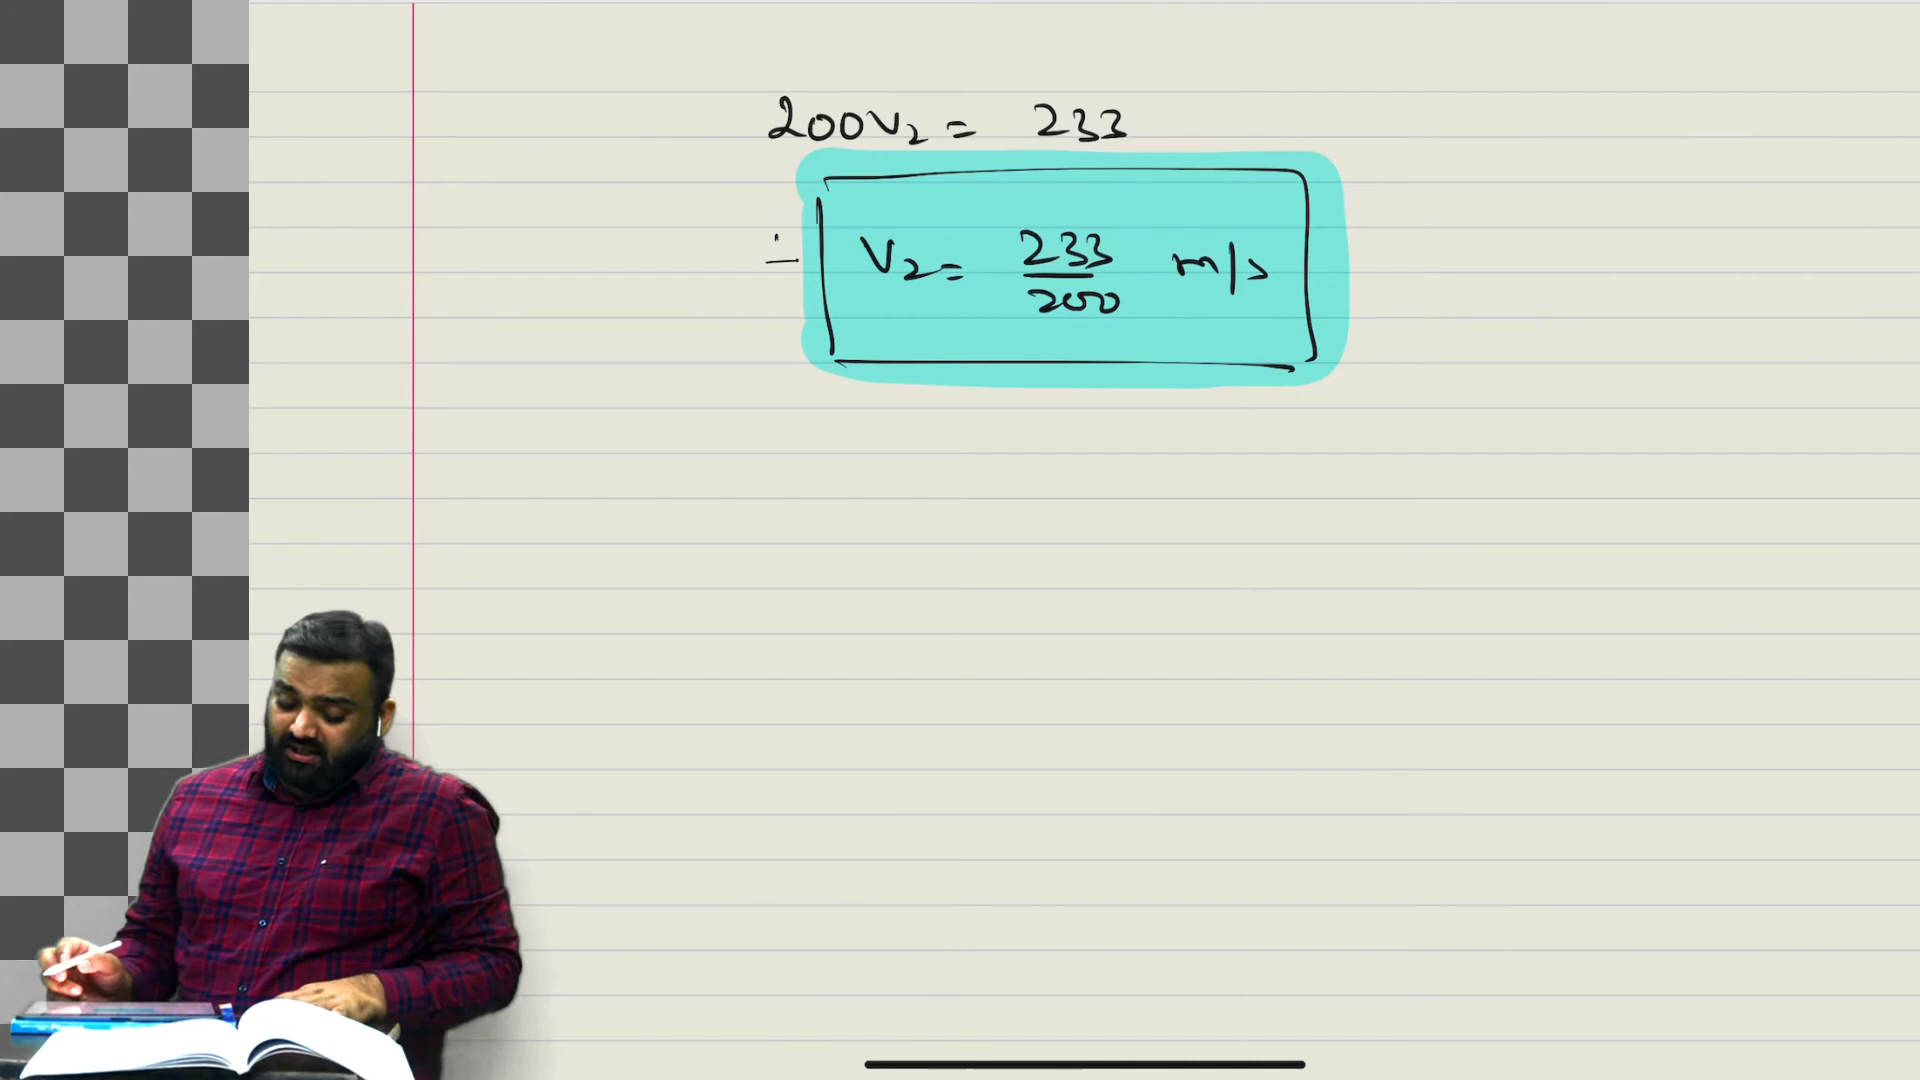 200V₂ = 233
∴ V₂ = 233/200 m/s